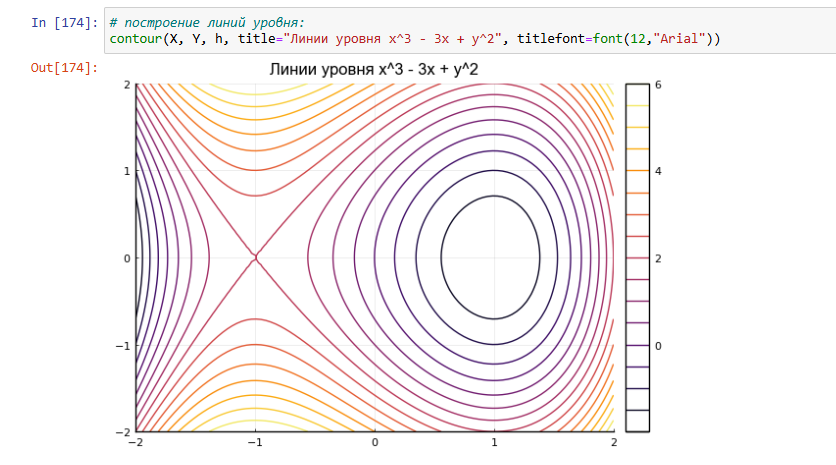 In [174]: # построение линий уровня:
contour(X, Y, h, title="Линии уровня x^3 - 3x + y^2", titlefont=font(12,"Arial"))
Out[174]:
Линии уровня x^3 - 3x + y^2
2
1
0
−1
−2
−2 −1 0 1 2
6
4
2
0